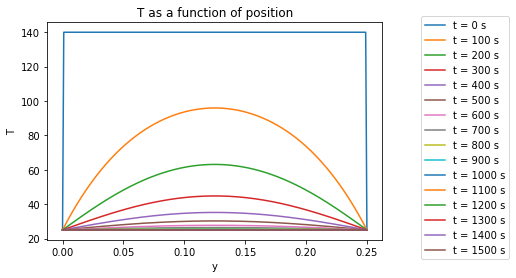 T as a function of position
T
140
120
100
80
60
40
20
0.00 0.05 0.10 0.15 0.20 0.25
y
t = 0 s
t = 100 s
t = 200 s
t = 300 s
t = 400 s
t = 500 s
t = 600 s
t = 700 s
t = 800 s
t = 900 s
t = 1000 s
t = 1100 s
t = 1200 s
t = 1300 s
t = 1400 s
t = 1500 s